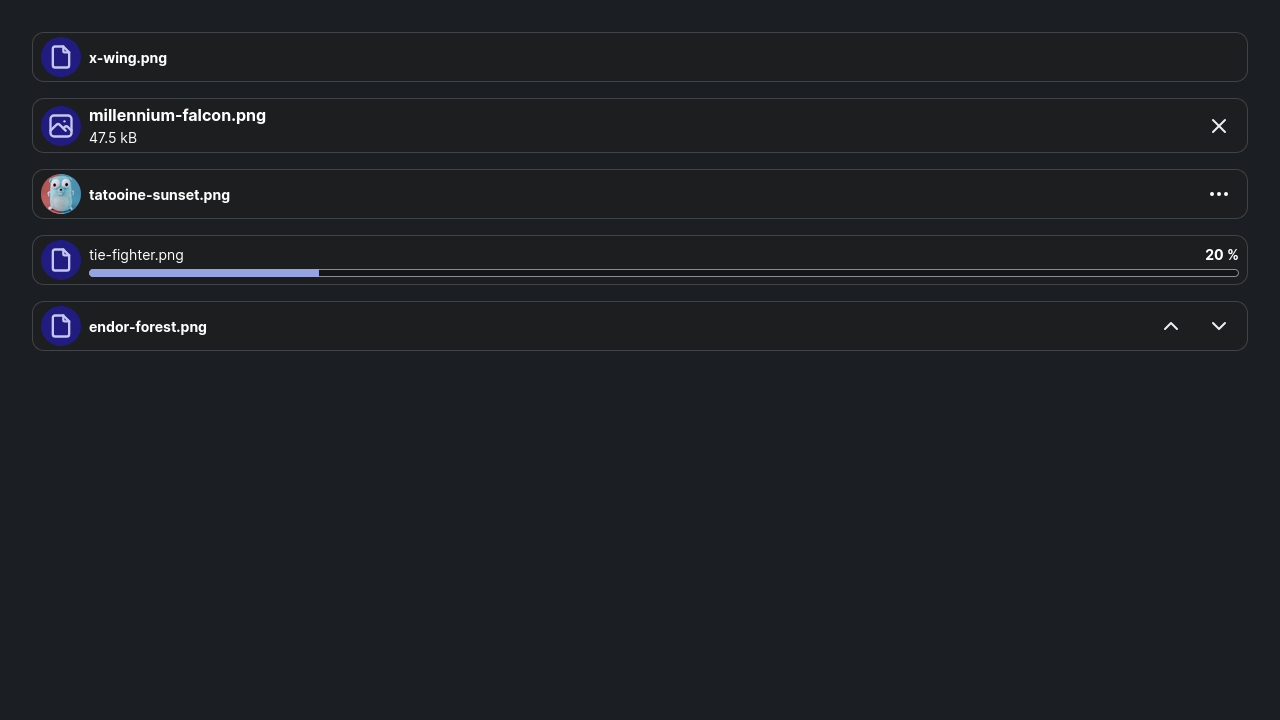 x-wing.png
millennium-falcon.png
47.5 kB
tatooine-sunset.png
tie-fighter.png
20 %
endor-forest.png